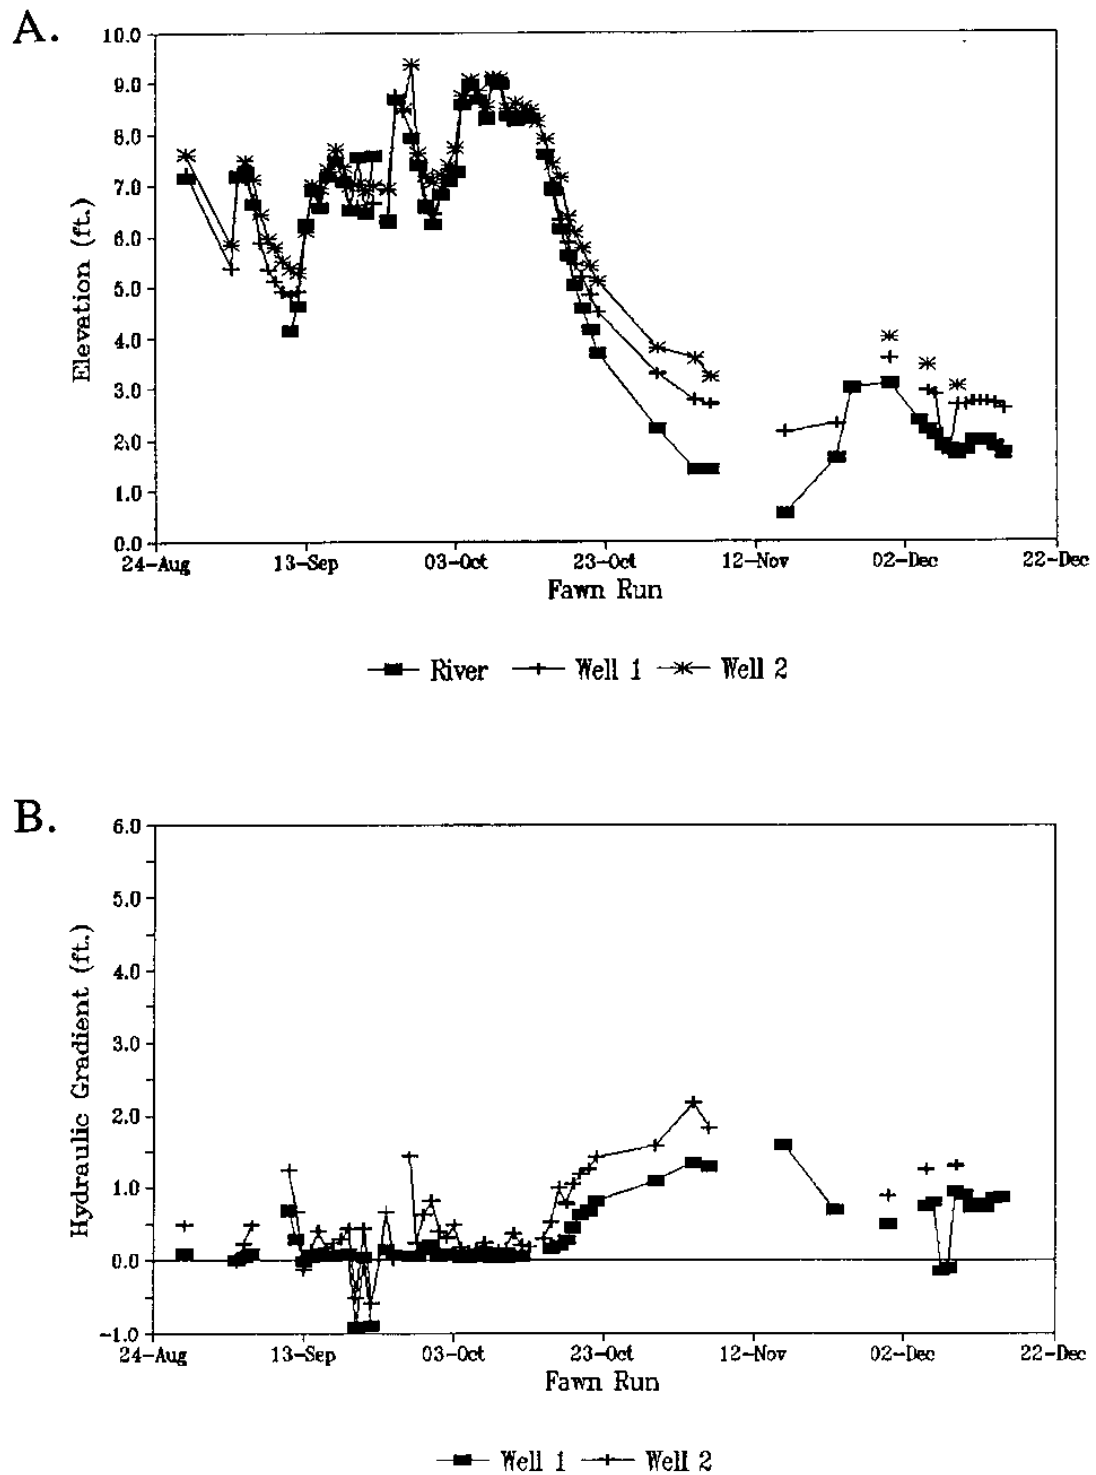 A.
10.0
9.0
8.0
7.0
6.0
5.0
4.0
3.0
2.0
1.0
0.0
Elevation (ft.)
24-Aug 13-Sep 03-Oct 23-Oct 12-Nov 02-Dec 22-Dec
Fawn Run
River Well 1 Well 2
B.
6.0
5.0
4.0
3.0
2.0
1.0
0.0
-1.0
Hydraulic Gradient (ft.)
24-Aug 13-Sep 03-Oct 23-Oct 12-Nov 02-Dec 22-Dec
Fawn Run
Well 1 Well 2